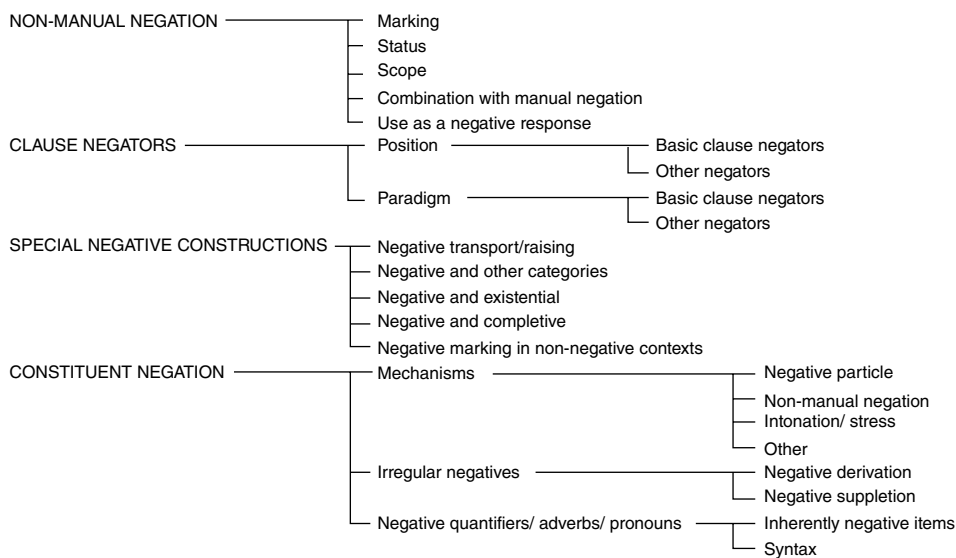 NON-MANUAL NEGATION Marking
Status
Scope
Combination with manual negation
Use as a negative response
CLAUSE NEGATORS Position Basic clause negators
Other negators
Paradigm Basic clause negators
Other negators
SPECIAL NEGATIVE CONSTRUCTIONS Negative transport/raising
Negative and other categories
Negative and existential
Negative and completive
Negative marking in non-negative contexts
CONSTITUENT NEGATION Mechanisms Negative particle
Non-manual negation
Intonation/ stress
Other
Irregular negatives Negative derivation
Negative suppletion
Negative quantifiers/ adverbs/ pronouns Inherently negative items
Syntax